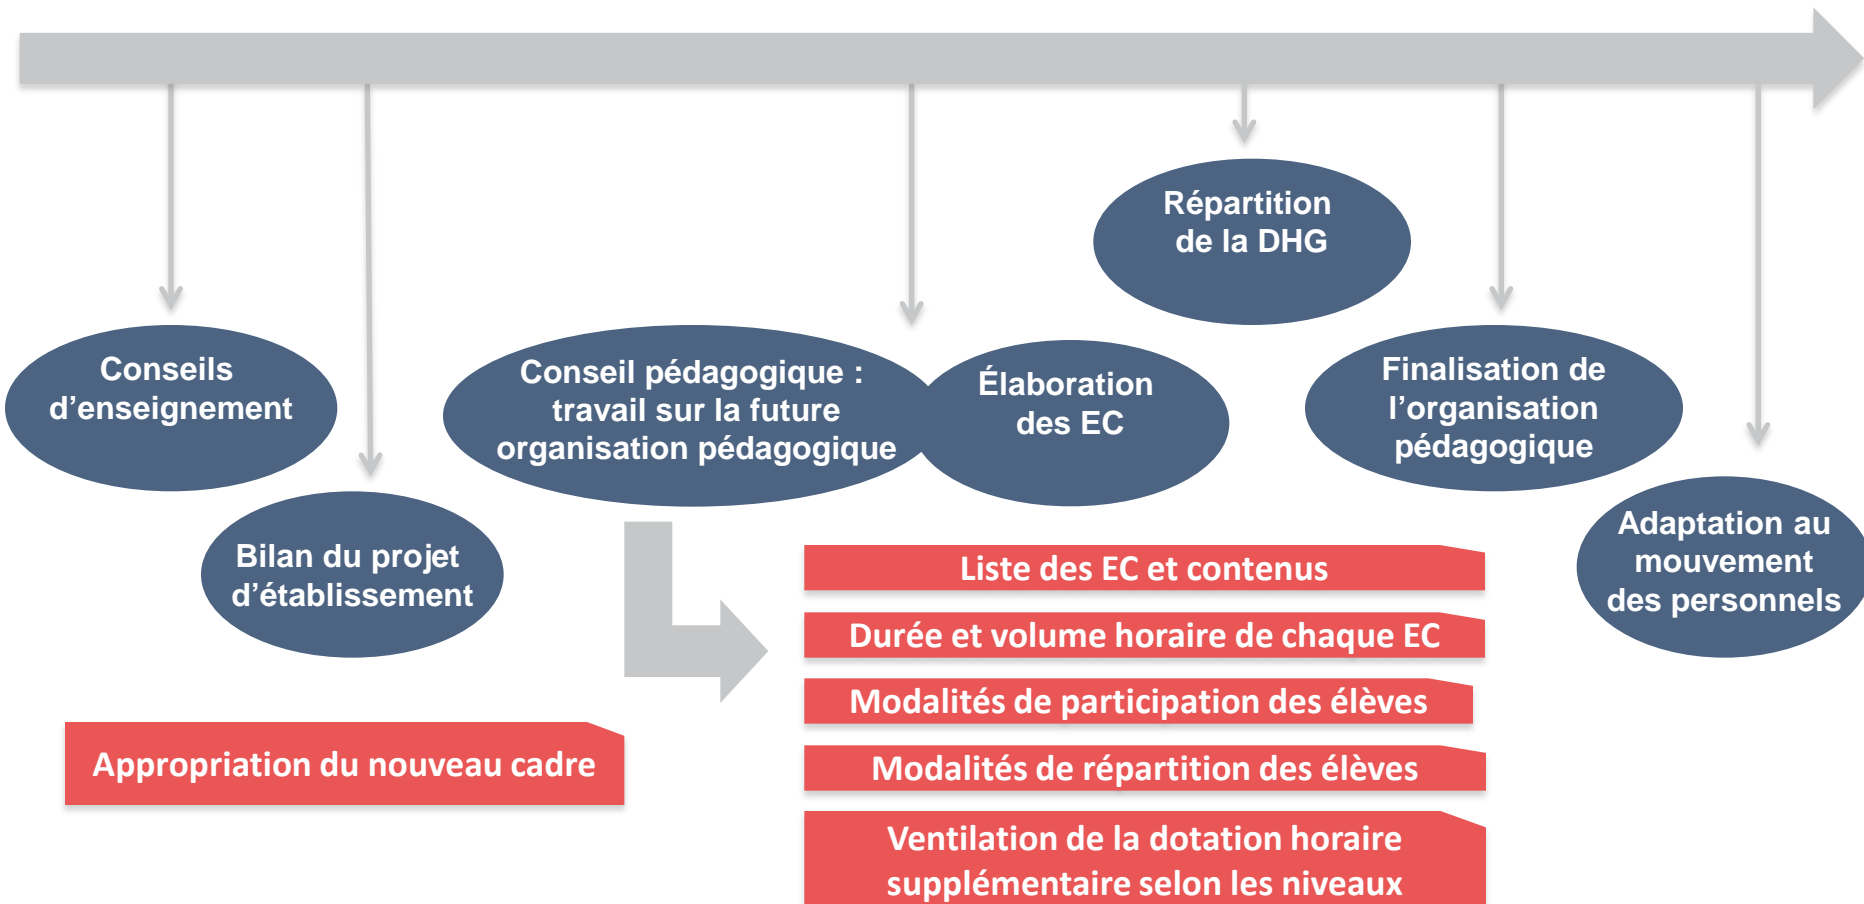 Conseils
d’enseignement
Bilan du projet
d’établissement
Conseil pédagogique :
travail sur la future
organisation pédagogique
Élaboration
des EC
Répartition
de la DHG
Finalisation de
l’organisation
pédagogique
Adaptation au
mouvement
des personnels
Appropriation du nouveau cadre
Liste des EC et contenus
Durée et volume horaire de chaque EC
Modalités de participation des élèves
Modalités de répartition des élèves
Ventilation de la dotation horaire
supplémentaire selon les niveaux